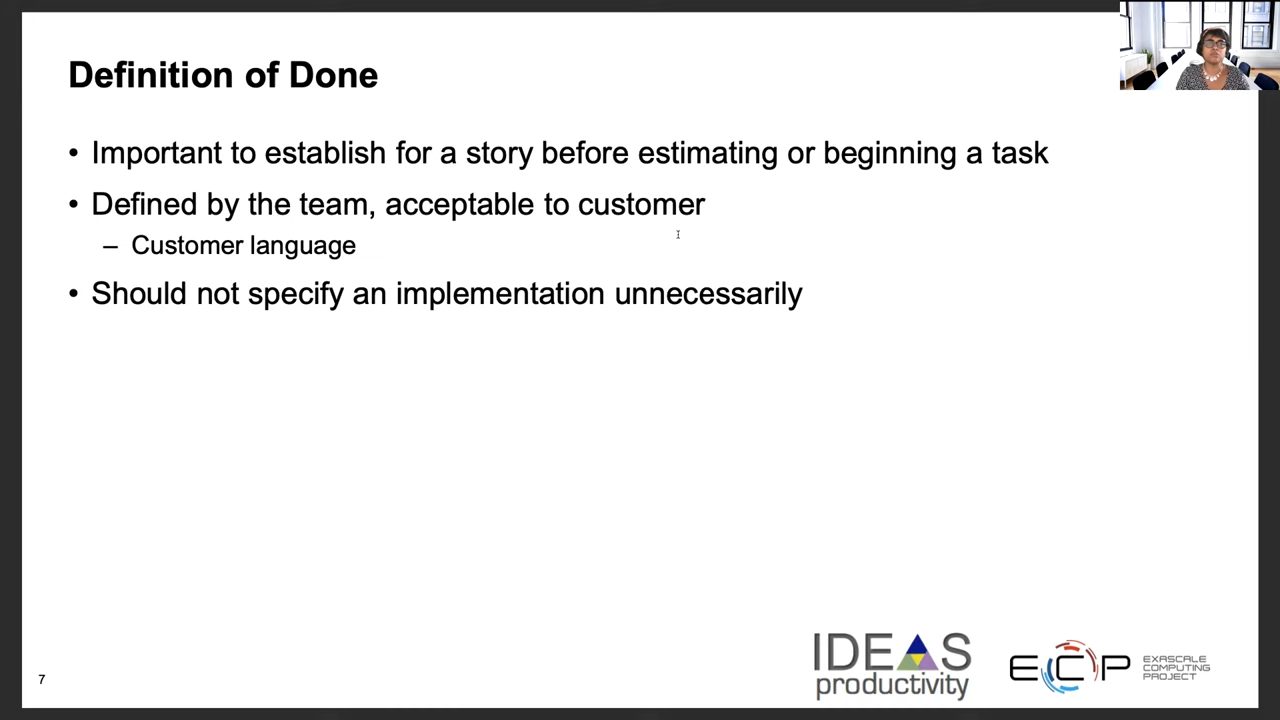 Definition of Done
• Important to establish for a story before estimating or beginning a task
• Defined by the team, acceptable to customer
– Customer language
• Should not specify an implementation unnecessarily
7
IDEAS
productivity
ECP
EXASCALE
COMPUTING
PROJECT